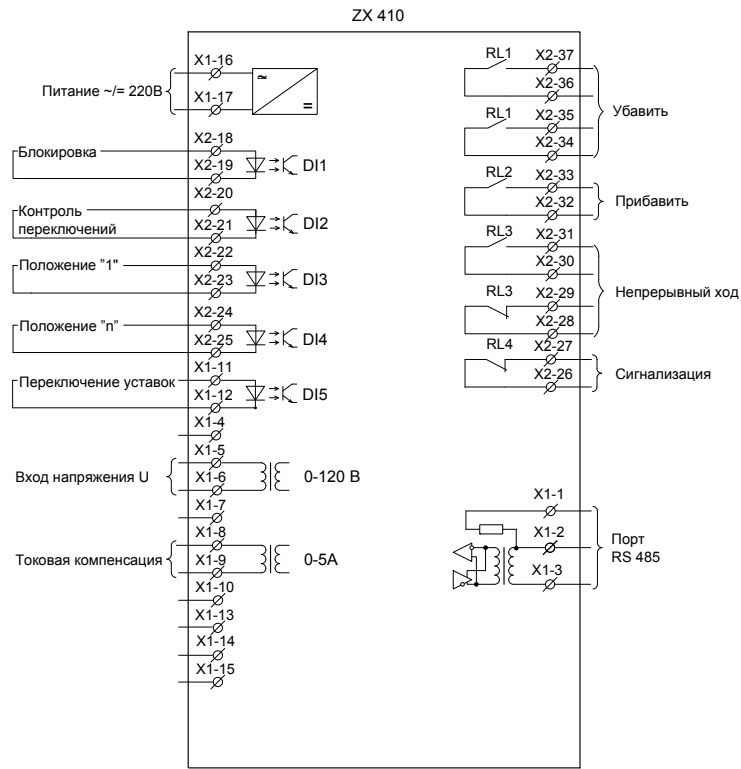 ZX 410
X1-16
Питание ~/= 220В
X1-17
X2-18
Блокировка
X2-19
DI1
X2-20
Контроль
переключений
X2-21
DI2
X2-22
Положение "1"
X2-23
DI3
X2-24
Положение "n"
X2-25
DI4
X1-11
Переключение уставок
X1-12
DI5
X1-4
X1-5
Вход напряжения U
X1-6
0-120 В
X1-7
X1-8
Токовая компенсация
X1-9
0-5А
X1-10
X1-13
X1-14
X1-15
RL1
X2-37
X2-36
RL1
X2-35
X2-34
Убавить
RL2
X2-33
X2-32
Прибавить
RL3
X2-31
X2-30
RL3
X2-29
X2-28
Непрерывный ход
RL4
X2-27
X2-26
Сигнализация
X1-1
X1-2
X1-3
Порт
RS 485